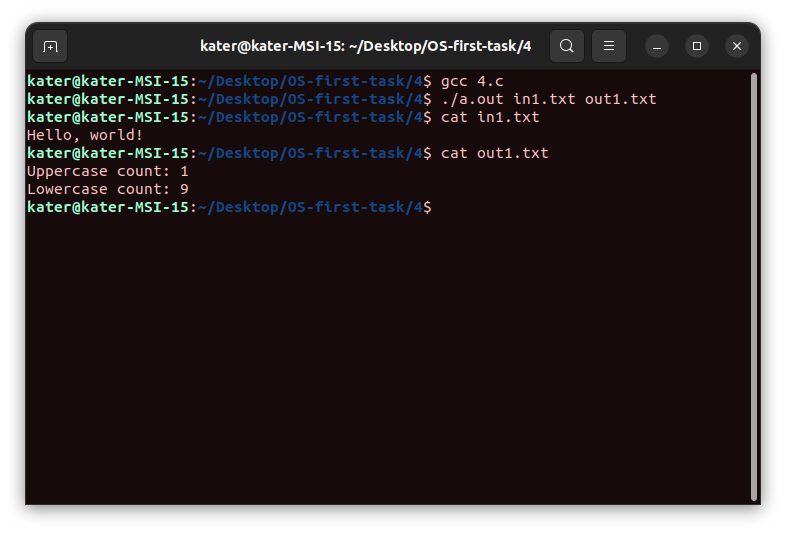 kater@kater-MSI-15: ~/Desktop/OS-first-task/4
kater@kater-MSI-15:~/Desktop/OS-first-task/4$ gcc 4.c
kater@kater-MSI-15:~/Desktop/OS-first-task/4$ ./a.out in1.txt out1.txt
kater@kater-MSI-15:~/Desktop/OS-first-task/4$ cat in1.txt
Hello, world!
kater@kater-MSI-15:~/Desktop/OS-first-task/4$ cat out1.txt
Uppercase count: 1
Lowercase count: 9
kater@kater-MSI-15:~/Desktop/OS-first-task/4$